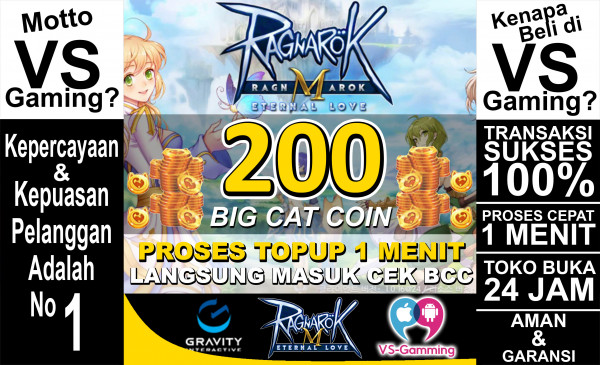 Motto
VS
Gaming?
Kepercayaan
&
Kepuasan
Pelanggan
Adalah
No 1
RAGNARÖK
M
RAGNAROK
ETERNAL LOVE
200
BIG CAT COIN
PROSES TOPUP 1 MENIT
LANGSUNG MASUK CEK BCC
GRAVITY
INTERACTIVE
RAGNARÖK
M
ETERNAL LOVE
VS-Gamming
Kenapa
Beli di
VS
Gaming?
TRANSAKSI
SUKSES
100%
PROSES CEPAT
1 MENIT
TOKO BUKA
24 JAM
AMAN
&
GARANSI